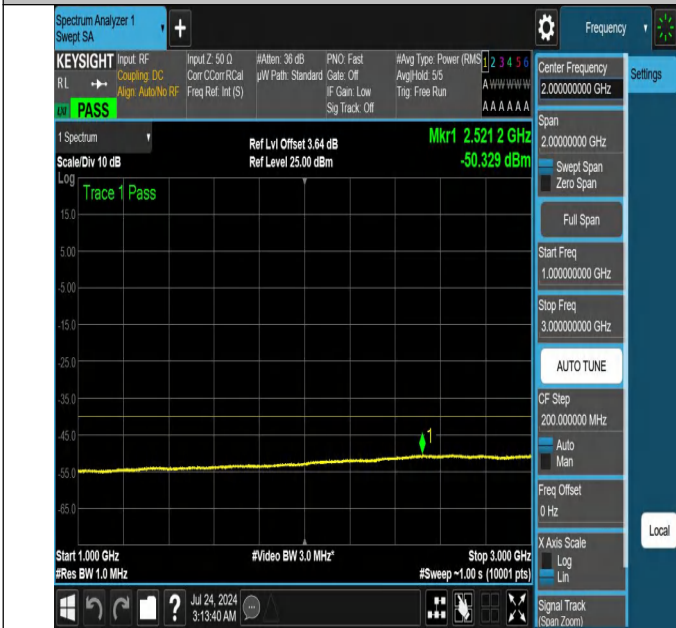 Spectrum Analyzer 1
Swept SA
+
Frequency
KEYSIGHT
RL
PASS
Input: RF
Coupling: DC
Align: Auto/No RF
Input Z: 50 Ω
Corr CCorr RCal
Freq Ref: Int (S)
#Atten: 36 dB
µW Path: Standard
PNO: Fast
Gate: Off
IF Gain: Low
Sig Track: Off
#Avg Type: Power (RMS
Avg|Hold: 5/5
Trig: Free Run
1 2 3 4 5 6
A W W W W W
A A A A A A
Center Frequency
2.000000000 GHz
Settings
Span
2.00000000 GHz
Swept Span
Zero Span
Full Span
Start Freq
1.000000000 GHz
Stop Freq
3.000000000 GHz
AUTO TUNE
CF Step
200.000000 MHz
Auto
Man
Freq Offset
0 Hz
X Axis Scale
Log
Lin
Signal Track
(Span Zoom)
Local
1 Spectrum
Scale/Div 10 dB
Ref Lvl Offset 3.64 dB
Ref Level 25.00 dBm
Mkr1 2.521 2 GHz
-50.329 dBm
Log
Trace 1 Pass
15.0
5.00
-5.00
-15.0
-25.0
-35.0
-45.0
-55.0
-65.0
1
Start 1.000 GHz
#Res BW 1.0 MHz
#Video BW 3.0 MHz*
Stop 3.000 GHz
#Sweep ~1.00 s (10001 pts)
?
Jul 24, 2024
3:13:40 AM